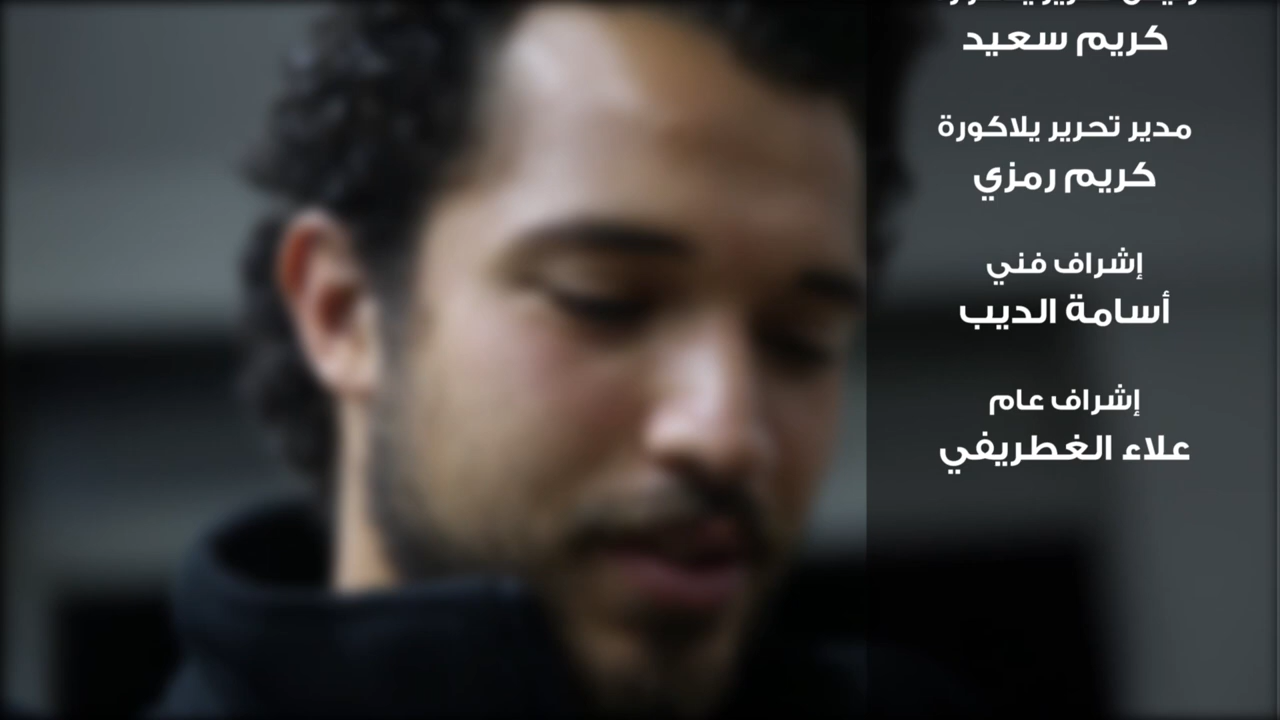 كريم سعيد
مدير تحرير يلاكورة
كريم رمزي
إشراف فني
أسامة الديب
إشراف عام
علاء الغطريفي